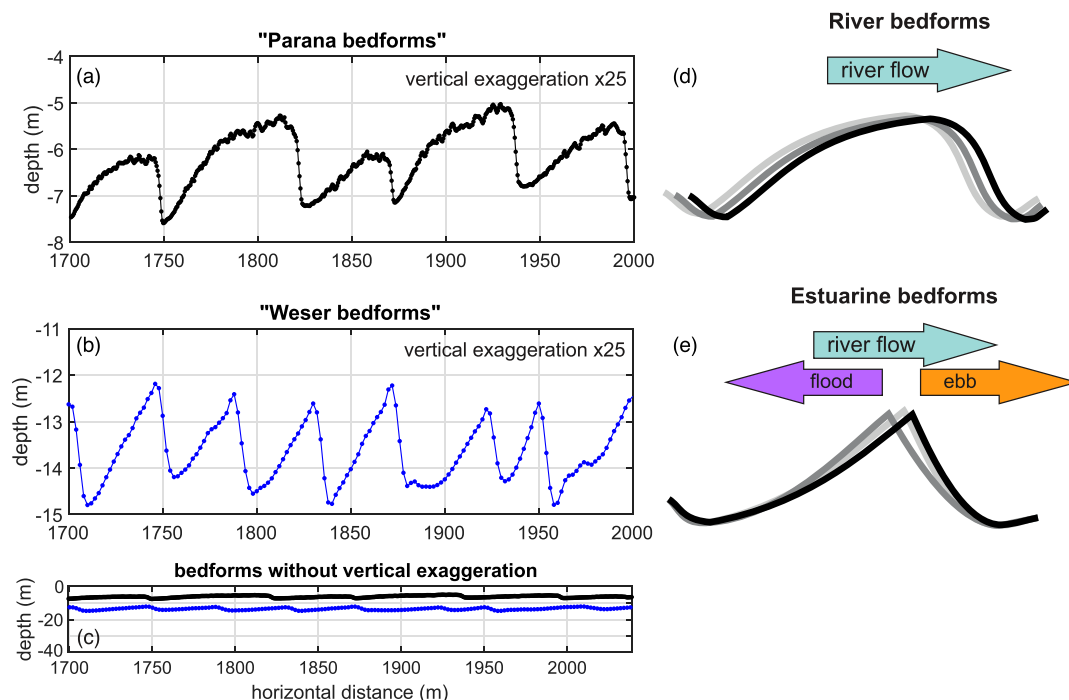 "Parana bedforms"
(a)
vertical exaggeration x25
depth (m)
-4
-5
-6
-7
-8
1700 1750 1800 1850 1900 1950 2000
"Weser bedforms"
(b)
vertical exaggeration x25
depth (m)
-11
-12
-13
-14
-15
1700 1750 1800 1850 1900 1950 2000
bedforms without vertical exaggeration
(c)
depth (m)
0
-20
-40
1700 1750 1800 1850 1900 1950 2000
horizontal distance (m)
River bedforms
(d)
river flow
Estuarine bedforms
(e)
river flow
flood
ebb